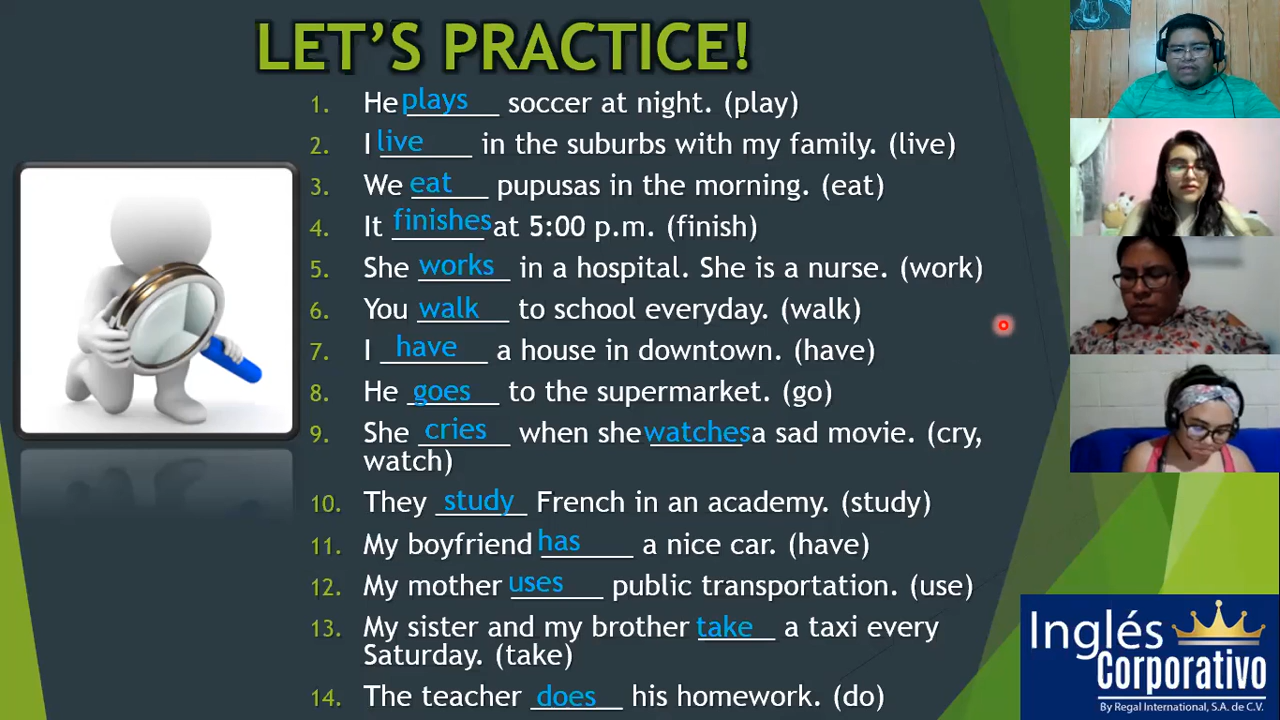 LET'S PRACTICE!
1. He plays soccer at night. (play)
2. I live in the suburbs with my family. (live)
3. We eat pupusas in the morning. (eat)
4. It finishes at 5:00 p.m. (finish)
5. She works in a hospital. She is a nurse. (work)
6. You walk to school everyday. (walk)
7. I have a house in downtown. (have)
8. He goes to the supermarket. (go)
9. She cries when she watches a sad movie. (cry,
watch)
10. They study French in an academy. (study)
11. My boyfriend has a nice car. (have)
12. My mother uses public transportation. (use)
13. My sister and my brother take a taxi every
Saturday. (take)
14. The teacher does his homework. (do)
Inglés
Corporativo
By Regal International, S.A. de C.V.